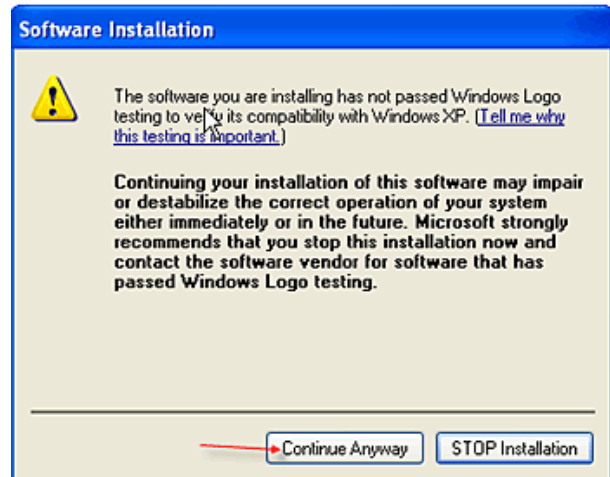 Software Installation
The software you are installing has not passed Windows Logo
testing to verify its compatibility with Windows XP. (Tell me why
this testing is important.)
Continuing your installation of this software may impair
or destabilize the correct operation of your system
either immediately or in the future. Microsoft strongly
recommends that you stop this installation now and
contact the software vendor for software that has
passed Windows Logo testing.
Continue Anyway STOP Installation